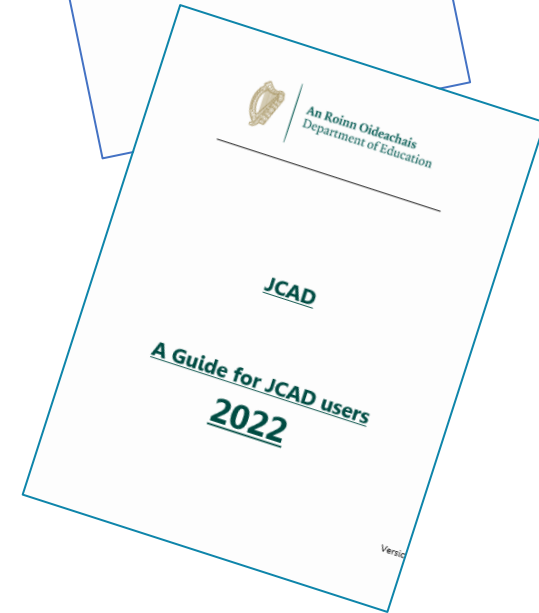 An Roinn Oideachais
Department of Education
JCAD
A Guide for JCAD users
2022